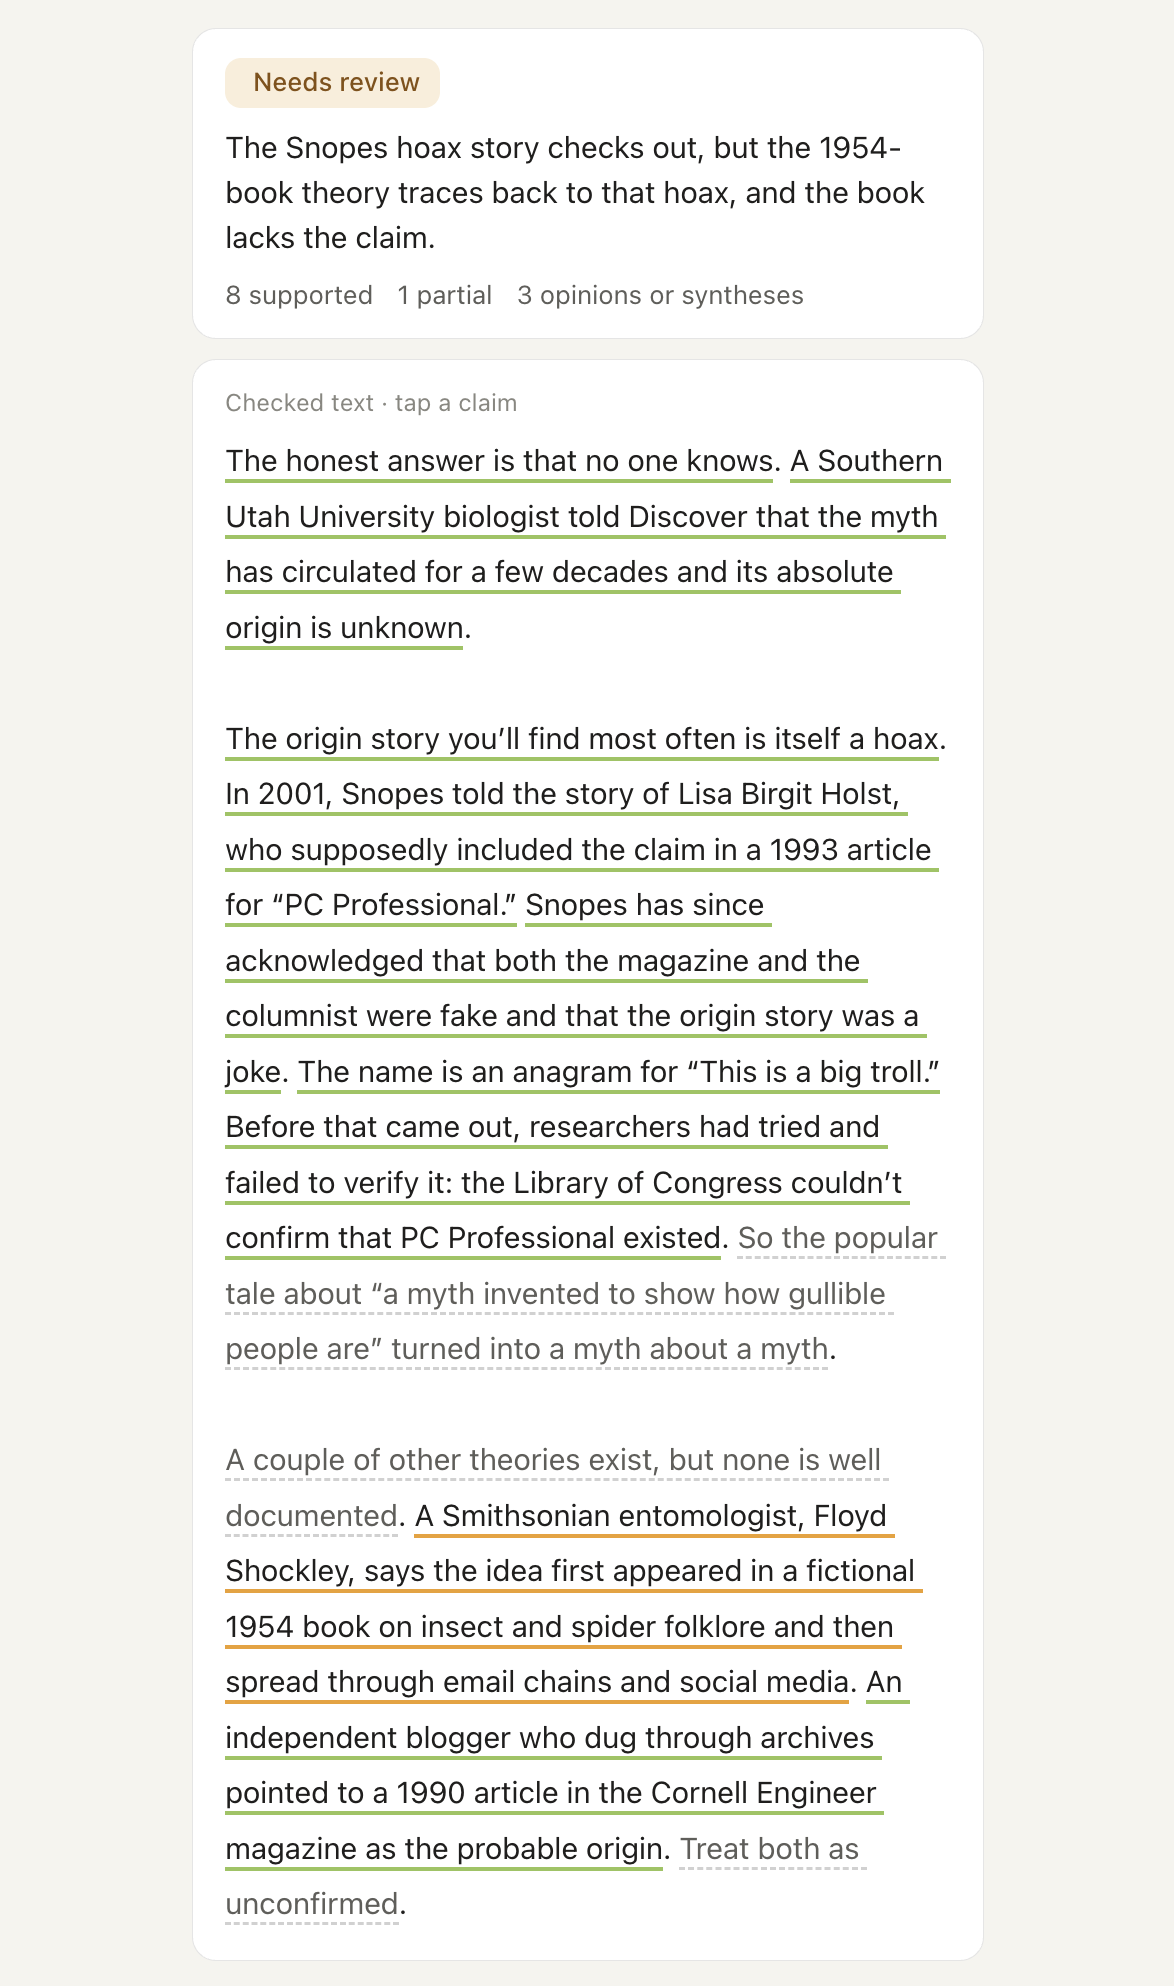 Needs review
The Snopes hoax story checks out, but the 1954-
book theory traces back to that hoax, and the book
lacks the claim.
8 supported 1 partial 3 opinions or syntheses
Checked text · tap a claim
The honest answer is that no one knows. A Southern
Utah University biologist told Discover that the myth
has circulated for a few decades and its absolute
origin is unknown.
The origin story you’ll find most often is itself a hoax.
In 2001, Snopes told the story of Lisa Birgit Holst,
who supposedly included the claim in a 1993 article
for “PC Professional.” Snopes has since
acknowledged that both the magazine and the
columnist were fake and that the origin story was a
joke. The name is an anagram for “This is a big troll.”
Before that came out, researchers had tried and
failed to verify it: the Library of Congress couldn’t
confirm that PC Professional existed. So the popular
tale about “a myth invented to show how gullible
people are” turned into a myth about a myth.
A couple of other theories exist, but none is well
documented. A Smithsonian entomologist, Floyd
Shockley, says the idea first appeared in a fictional
1954 book on insect and spider folklore and then
spread through email chains and social media. An
independent blogger who dug through archives
pointed to a 1990 article in the Cornell Engineer
magazine as the probable origin. Treat both as
unconfirmed.